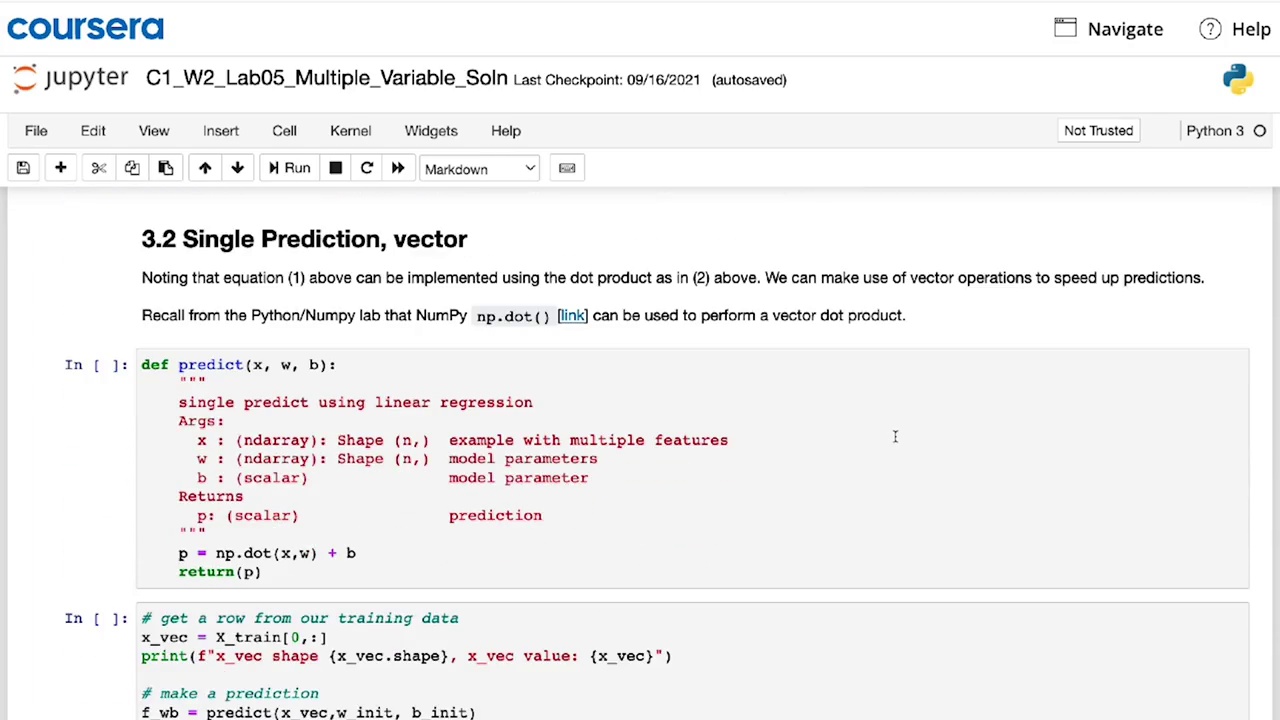 coursera
Navigate
Help
jupyter C1_W2_Lab05_Multiple_Variable_Soln Last Checkpoint: 09/16/2021 (autosaved)
File Edit View Insert Cell Kernel Widgets Help Not Trusted Python 3
Run Markdown
3.2 Single Prediction, vector
Noting that equation (1) above can be implemented using the dot product as in (2) above. We can make use of vector operations to speed up predictions.
Recall from the Python/Numpy lab that NumPy np.dot() [link] can be used to perform a vector dot product.
In [ ]: def predict(x, w, b):
"""
single predict using linear regression
Args:
x : (ndarray): Shape (n,) example with multiple features
w : (ndarray): Shape (n,) model parameters
b : (scalar) model parameter
Returns
p: (scalar) prediction
"""
p = np.dot(x,w) + b
return(p)
In [ ]: # get a row from our training data
x_vec = X_train[0,:]
print(f"x_vec shape {x_vec.shape}, x_vec value: {x_vec}")
# make a prediction
f_wb = predict(x_vec,w_init, b_init)